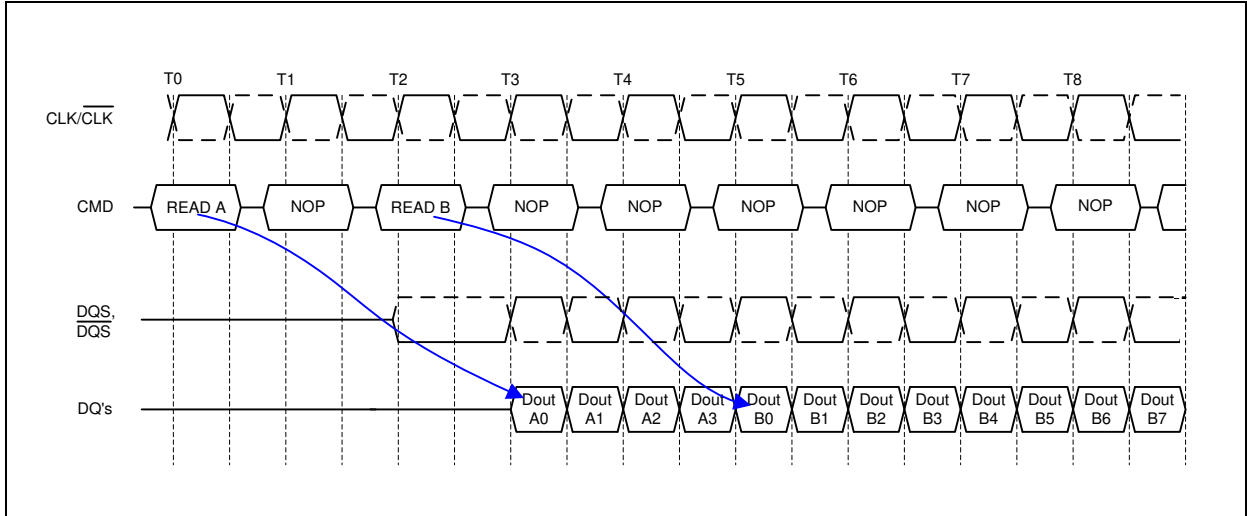 T0 T1 T2 T3 T4 T5 T6 T7 T8
CLK/CLK
CMD READ A NOP READ B NOP NOP NOP NOP NOP NOP
DQS,
DQS
DQ's Dout Dout Dout Dout Dout Dout Dout Dout Dout Dout Dout Dout
A0 A1 A2 A3 B0 B1 B2 B3 B4 B5 B6 B7